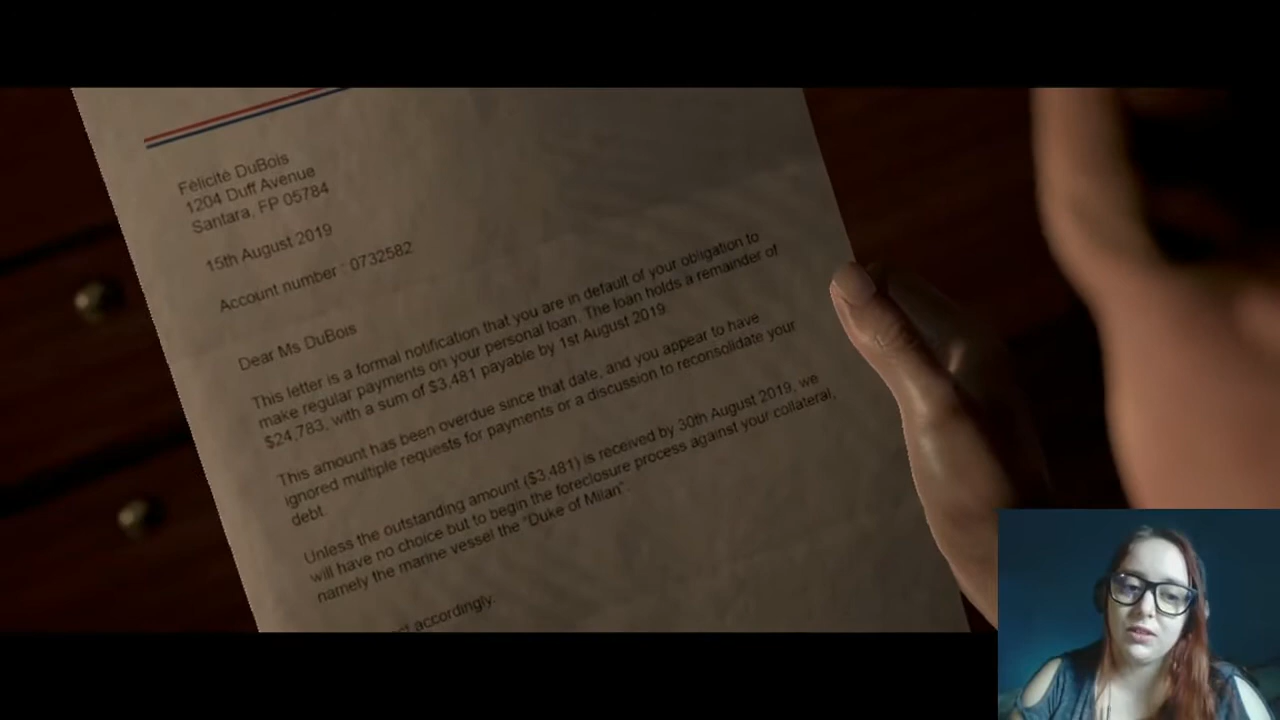 Félicité DuBois
1204 Duff Avenue
Santara, FP 05784
15th August 2019
Account number : 0732582
Dear Ms DuBois
This letter is a formal notification that you are in default of your obligation to
make regular payments on your personal loan. The loan holds a remainder of
$24,783, with a sum of $3,481 payable by 1st August 2019.
This amount has been overdue since that date, and you appear to have
ignored multiple requests for payments or a discussion to reconsolidate your
debt.
Unless the outstanding amount ($3,481) is received by 30th August 2019, we
will have no choice but to begin the foreclosure process against your collateral,
namely the marine vessel the "Duke of Milan".
accordingly.